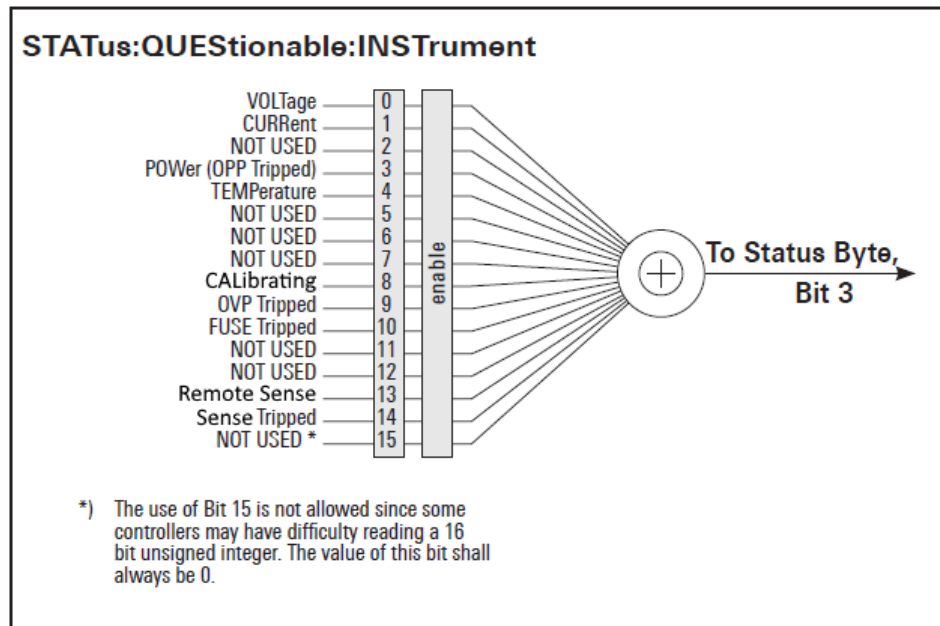 STATus:QUEStionable:INSTrument
VOLTage 0
CURRent 1
NOT USED 2
POWer (OPP Tripped) 3
TEMPerature 4
NOT USED 5
NOT USED 6
NOT USED 7
CALibrating 8
OVP Tripped 9
FUSE Tripped 10
NOT USED 11
NOT USED 12
Remote Sense 13
Sense Tripped 14
NOT USED * 15
enable
To Status Byte,
Bit 3
*) The use of Bit 15 is not allowed since some
controllers may have difficulty reading a 16
bit unsigned integer. The value of this bit shall
always be 0.